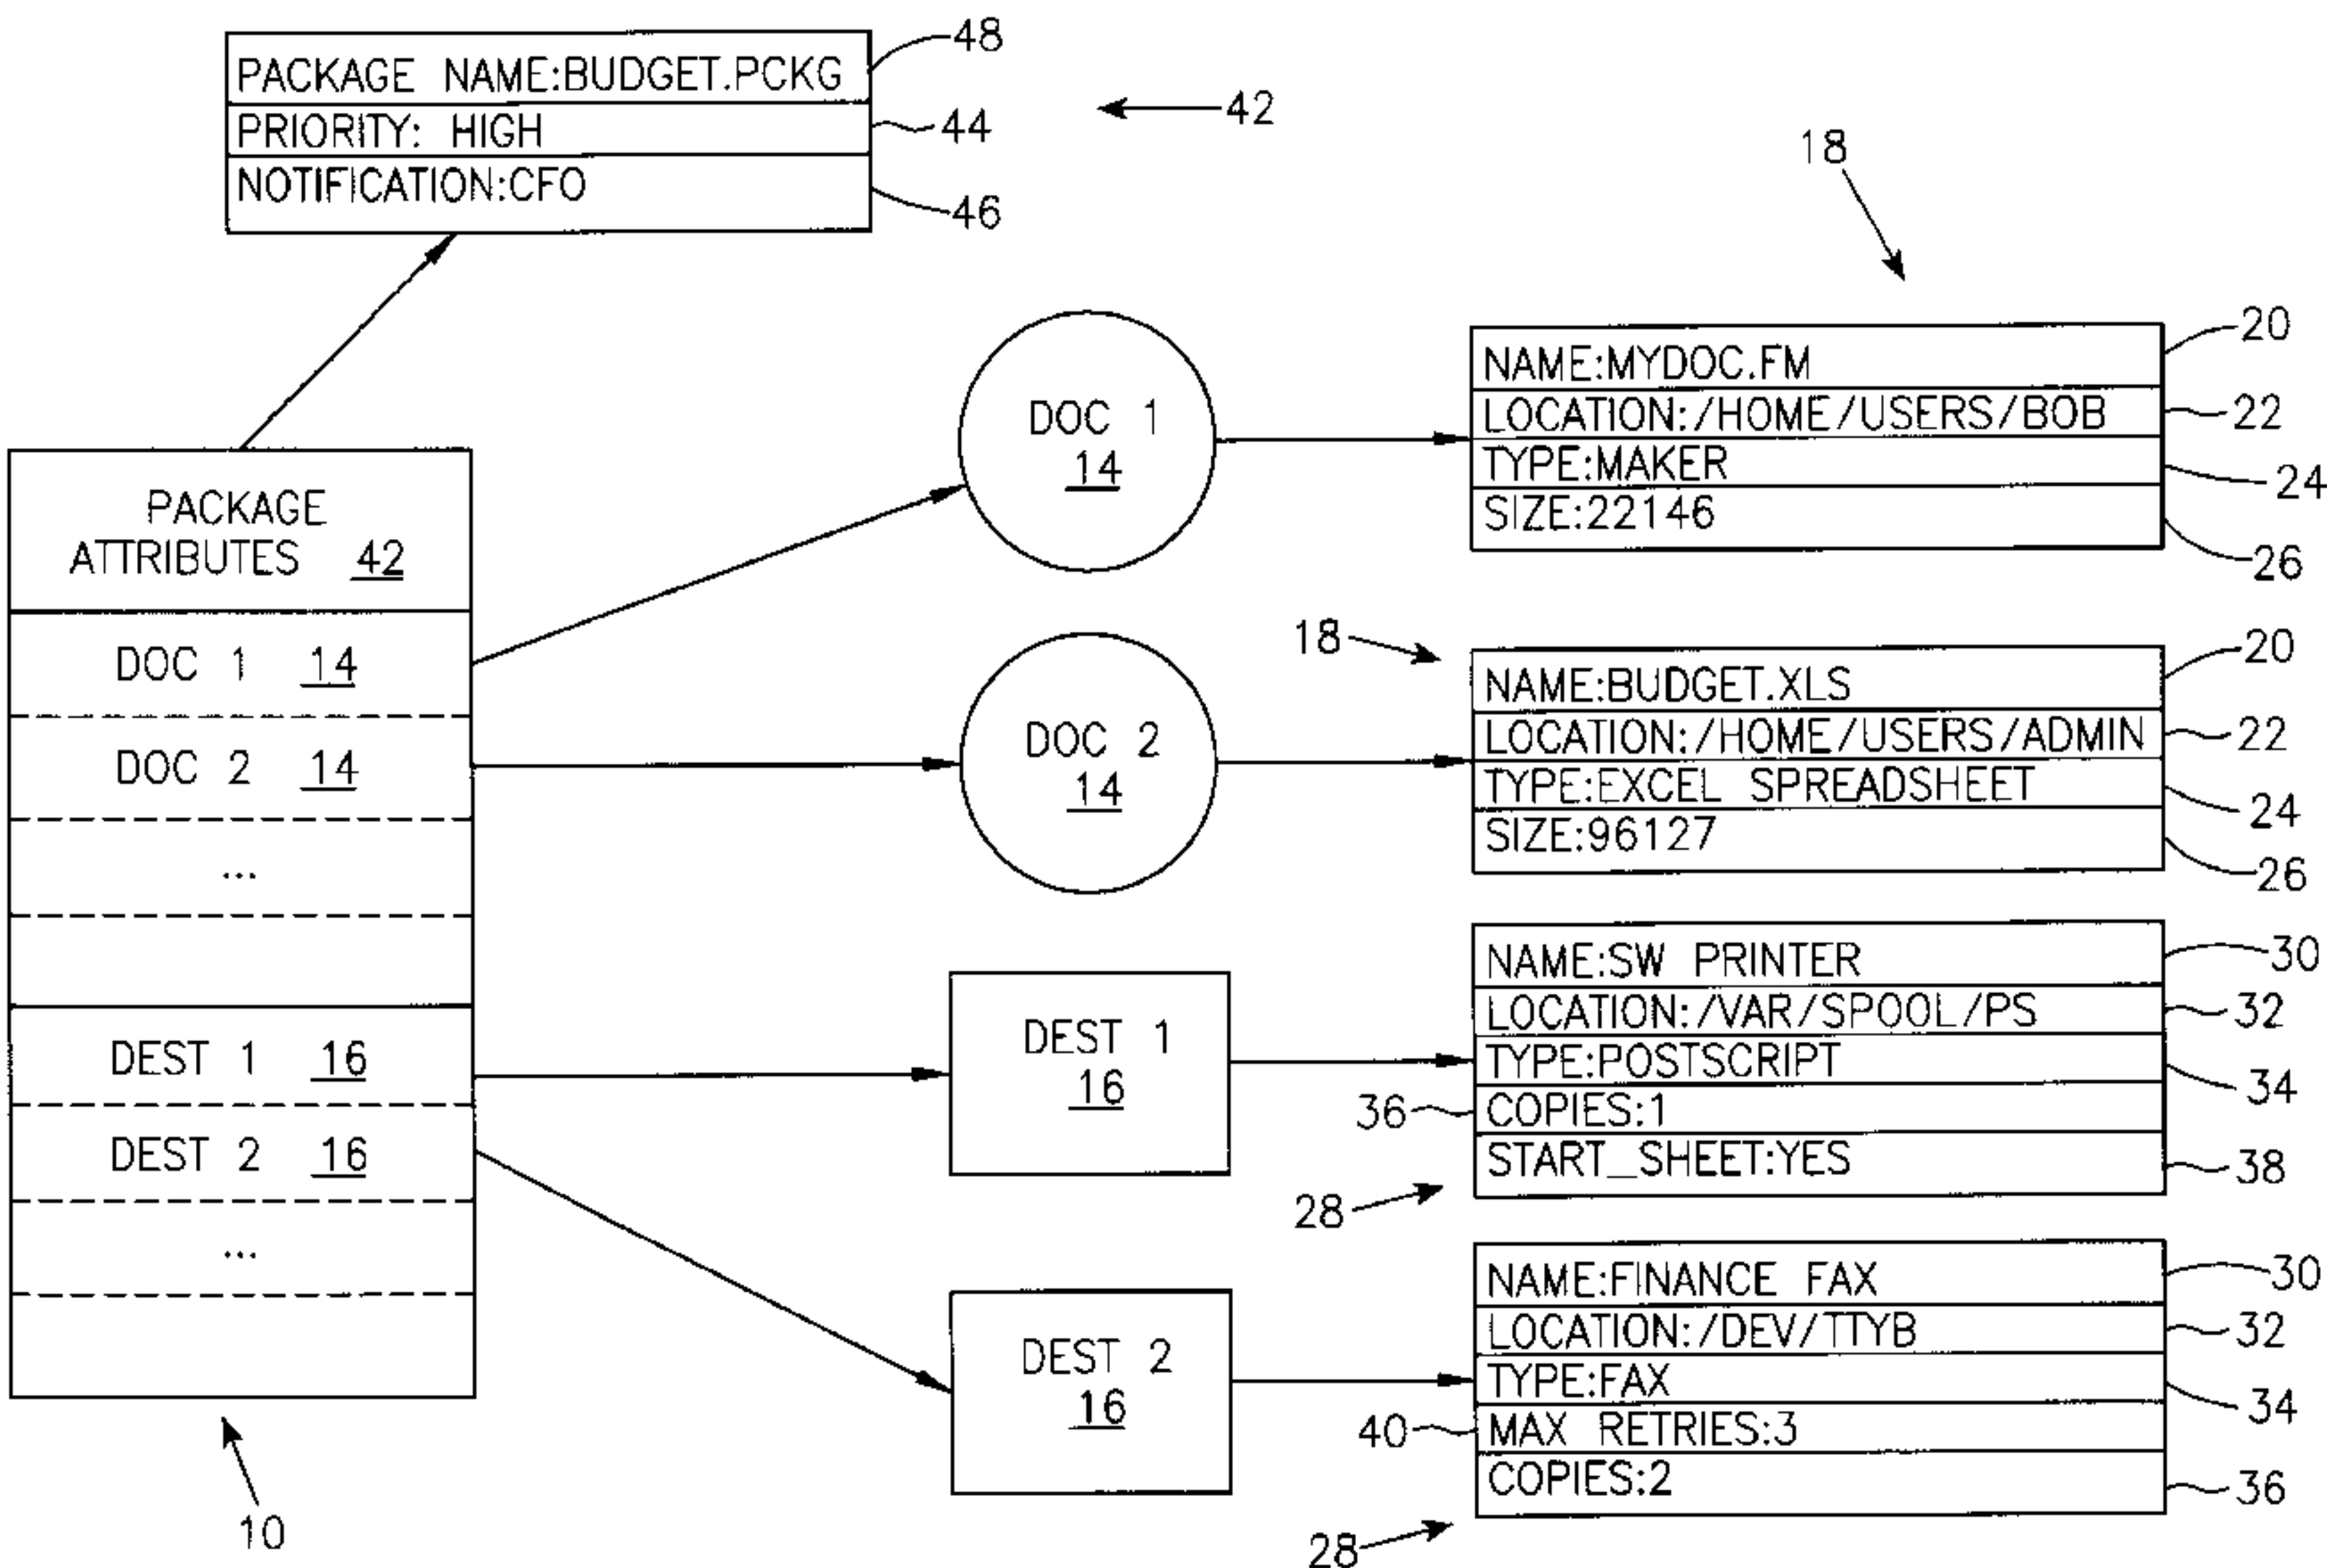 PACKAGE NAME:BUDGET.PCKG
48
PRIORITY: HIGH
44
NOTIFICATION:CFO
46
42
18
PACKAGE
ATTRIBUTES 42
DOC 1 14
DOC 2 14
...
DEST 1 16
DEST 2 16
...
10
DOC 1
14
NAME:MYDOC.FM
20
LOCATION:/HOME/USERS/BOB
22
TYPE:MAKER
24
SIZE:22146
26
DOC 2
14
18
NAME:BUDGET.XLS
20
LOCATION:/HOME/USERS/ADMIN
22
TYPE:EXCEL SPREADSHEET
24
SIZE:96127
26
DEST 1
16
NAME:SW PRINTER
30
LOCATION:/VAR/SPOOL/PS
32
TYPE:POSTSCRIPT
34
36
COPIES:1
START_SHEET:YES
38
28
DEST 2
16
NAME:FINANCE FAX
30
LOCATION:/DEV/TTYB
32
TYPE:FAX
34
40
MAX RETRIES:3
COPIES:2
36
28